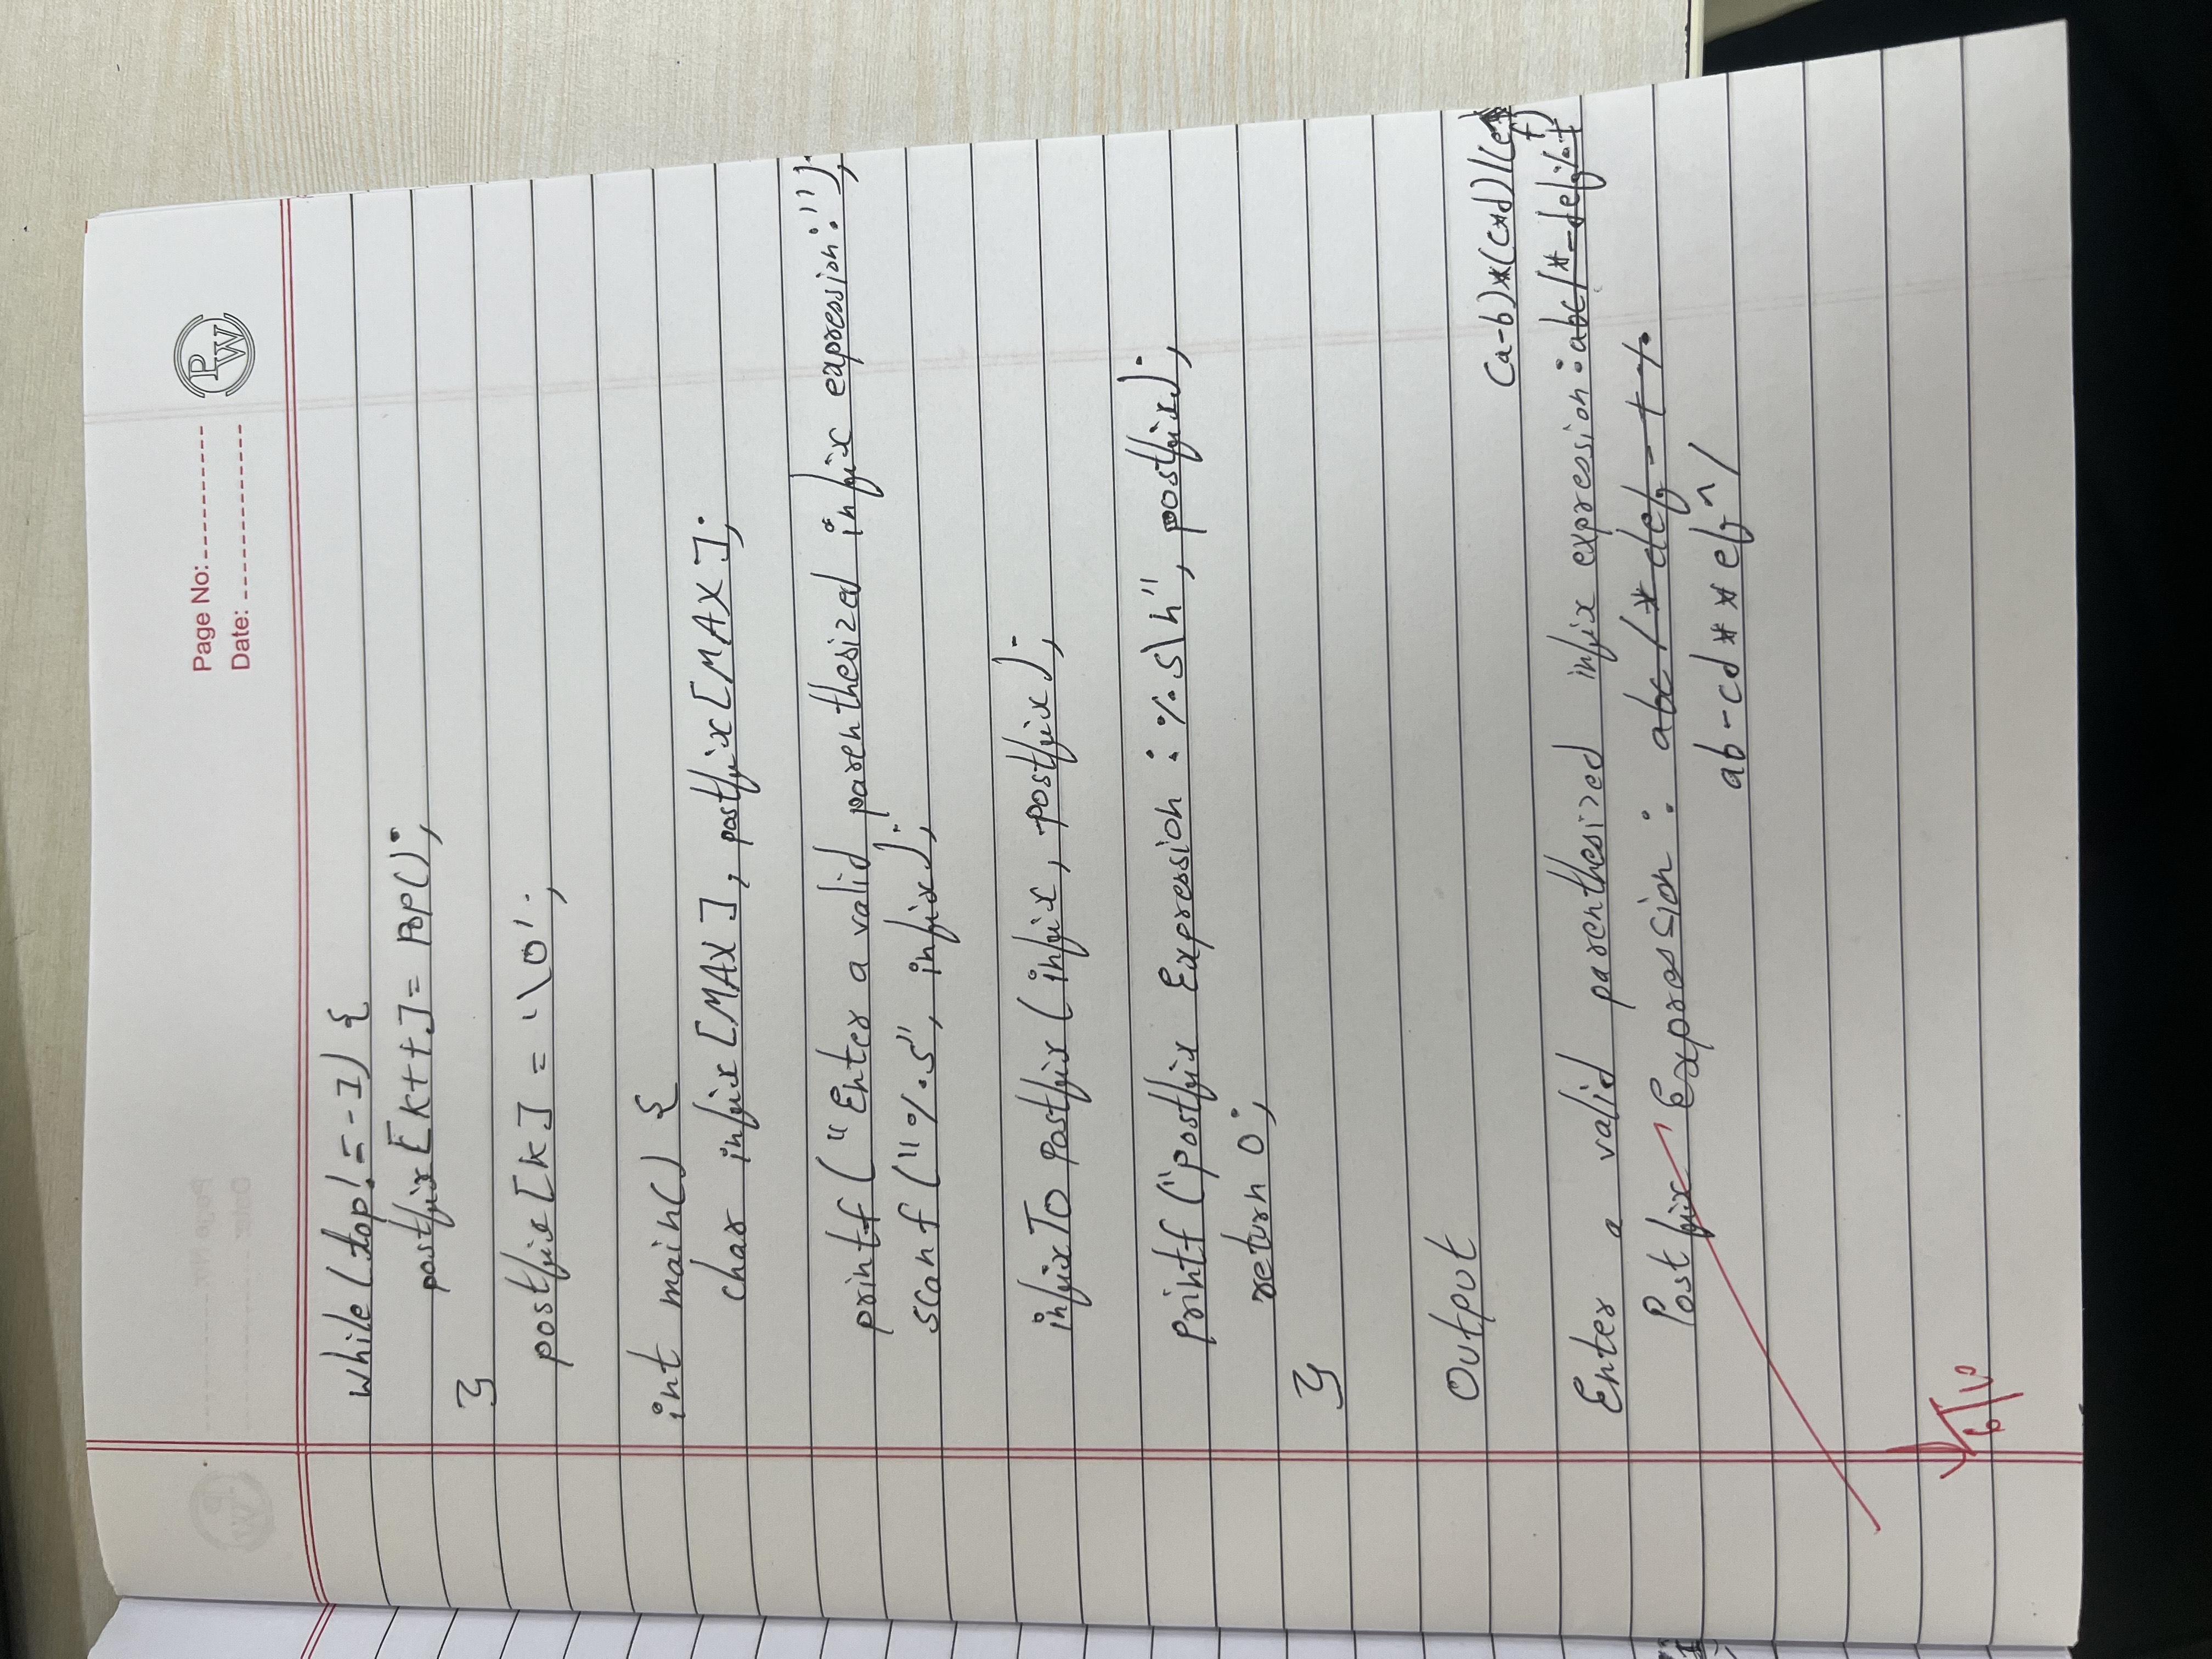 Page No:
Date:
PW
while (top! = -1) {
postfix [k++] = POP();
}
postfix [k] = '\0';
int main() {
char infix [MAX], postfix [MAX];
printf ("Enter a valid parenthesized infix expression:");
scanf ("%s", infix);
infixTo Postfix (infix, postfix);
printf ("postfix Expression : %s\n", postfix);
return 0;
}
Output
(a-b)*(c*d)/(e^
f)
Enter a valid parenthesized infix expression: abc/*-def%+
Postfix Expression : abc/*def-+%
ab-cd**ef^/
6/10